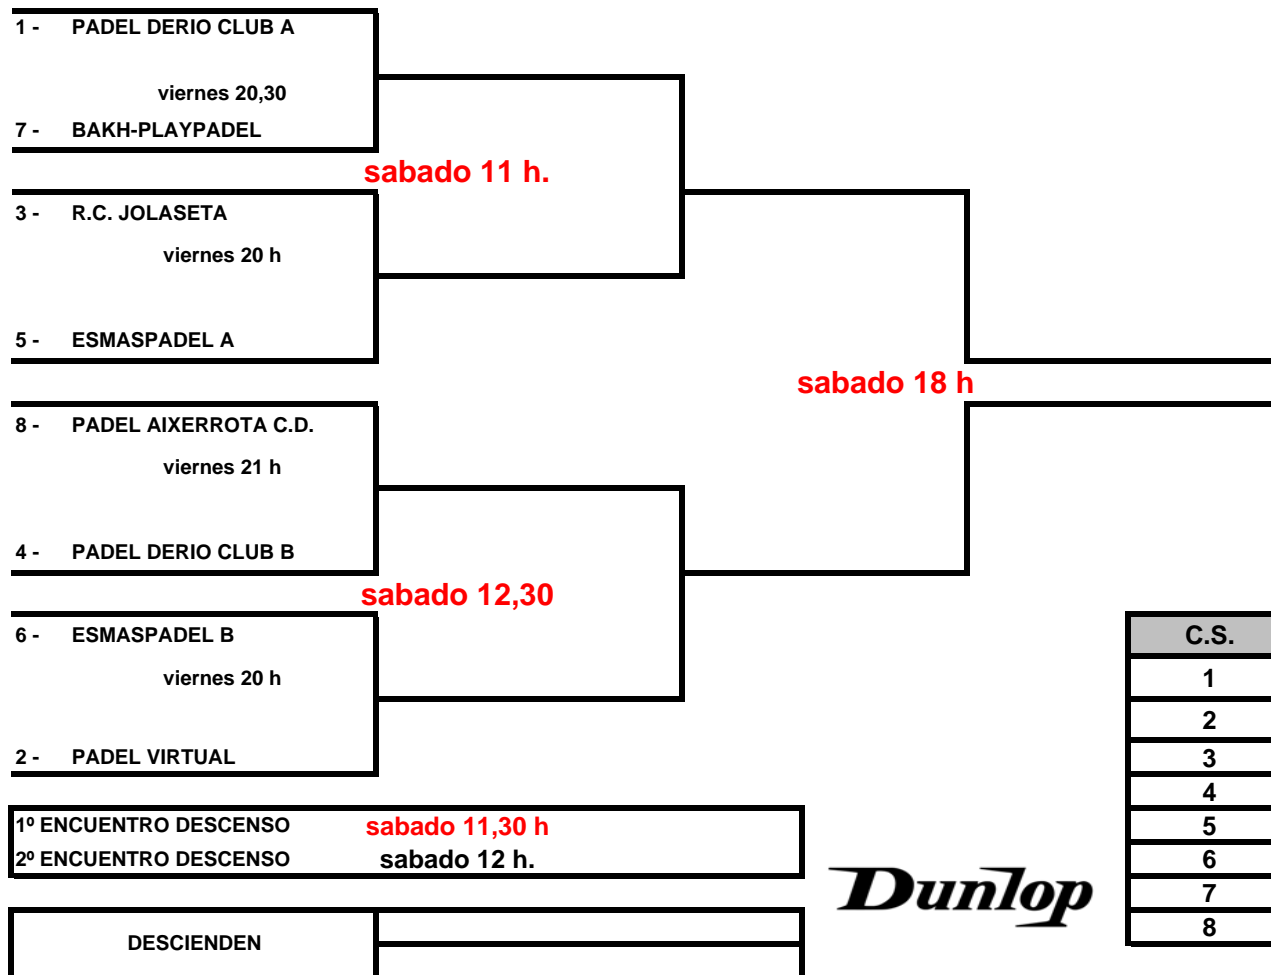 1 - PADEL DERIO CLUB A
viernes 20,30
7 - BAKH-PLAYPADEL
sabado 11 h.
3 - R.C. JOLASETA
viernes 20 h
5 - ESMASPADEL A
sabado 18 h
8 - PADEL AIXERROTA C.D.
viernes 21 h
4 - PADEL DERIO CLUB B
sabado 12,30
6 - ESMASPADEL B
viernes 20 h
2 - PADEL VIRTUAL
C.S.
1
2
3
4
5
6
7
8
1º ENCUENTRO DESCENSO sabado 11,30 h
2º ENCUENTRO DESCENSO sabado 12 h.
Dunlop
DESCIENDEN